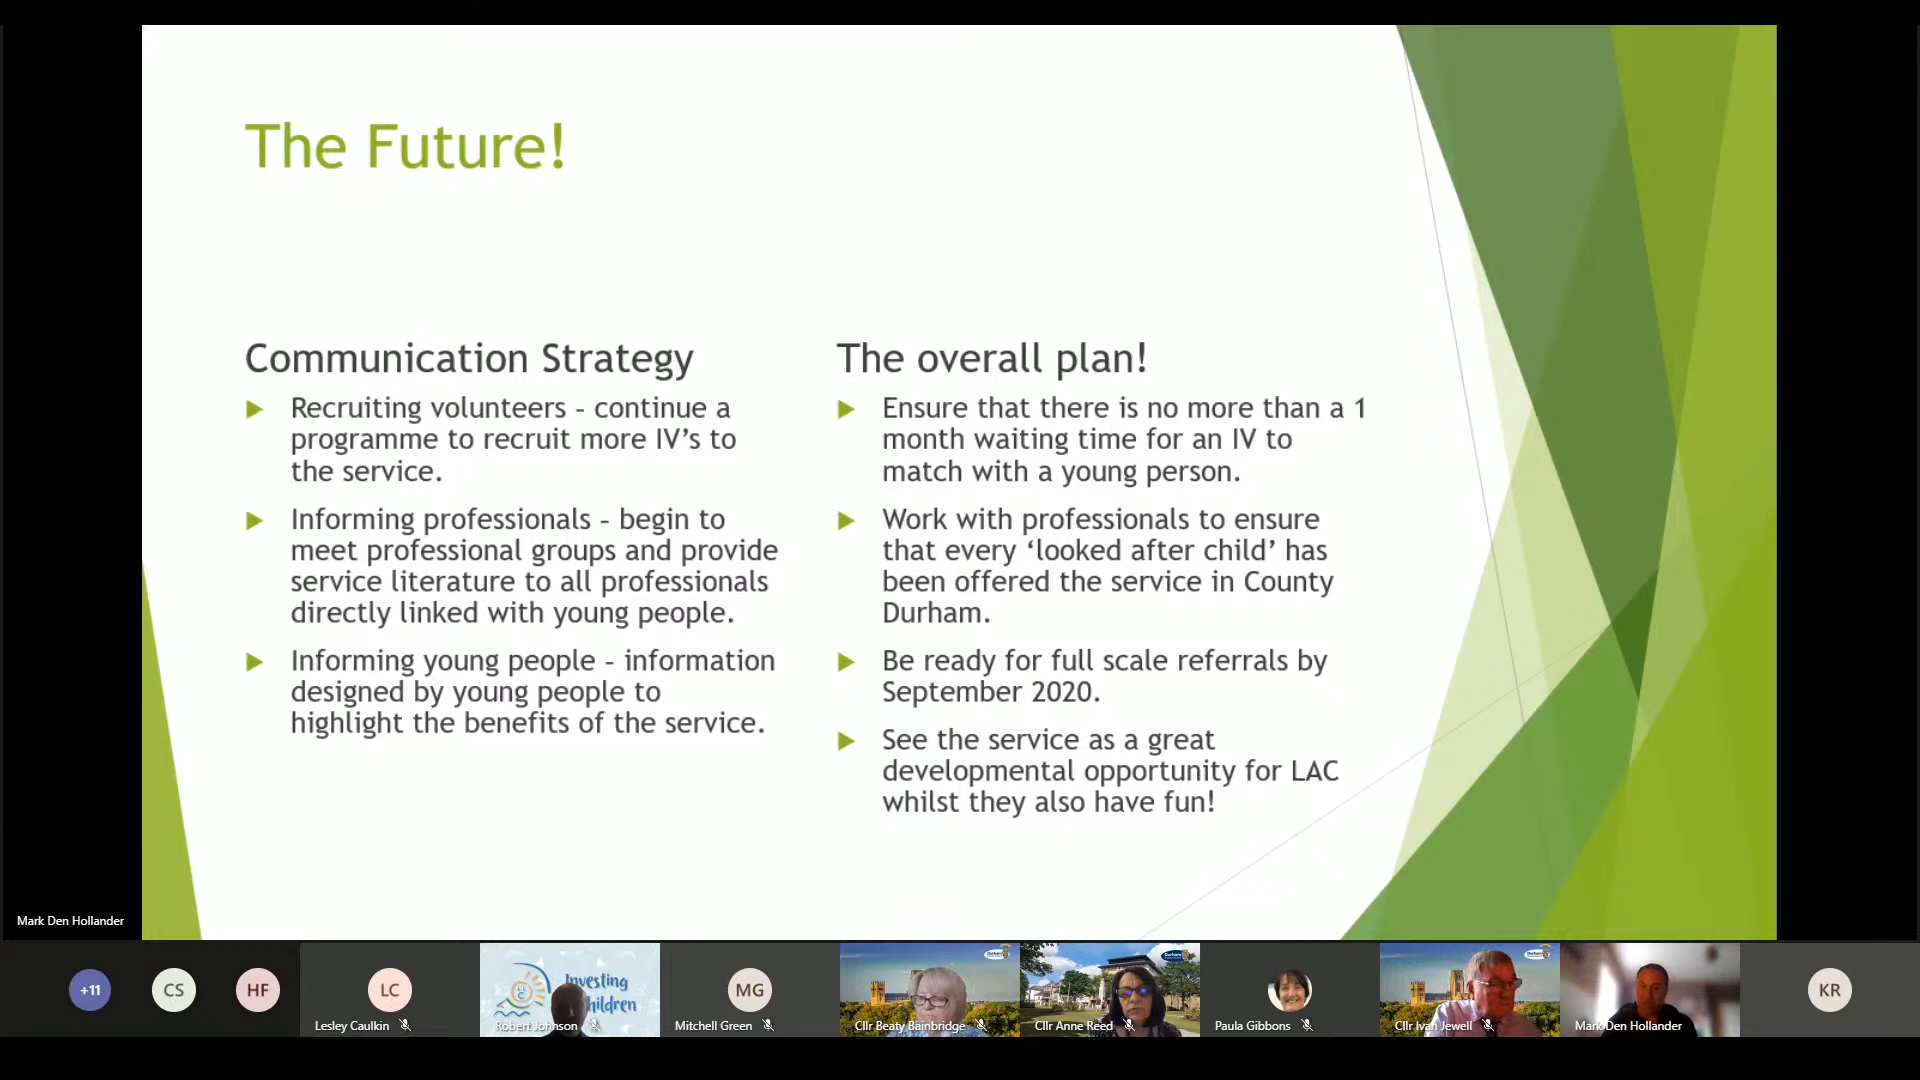 The Future!
Communication Strategy
Recruiting volunteers – continue a
programme to recruit more IV's to
the service.
Informing professionals – begin to
meet professional groups and provide
service literature to all professionals
directly linked with young people.
Informing young people – information
designed by young people to
highlight the benefits of the service.
The overall plan!
Ensure that there is no more than a 1
month waiting time for an IV to
match with a young person.
Work with professionals to ensure
that every ‘looked after child’ has
been offered the service in County
Durham.
Be ready for full scale referrals by
September 2020.
See the service as a great
developmental opportunity for LAC
whilst they also have fun!
Mark Den Hollander
+11
CS
HF
LC
Lesley Caulkin
Investing
Children
Robert Johnson
MG
Mitchell Green
Durham
Cllr Beaty Bainbridge
Durham
Cllr Anne Reed
Paula Gibbons
Durham
Cllr Ivan Jewell
Mark Den Hollander
KR